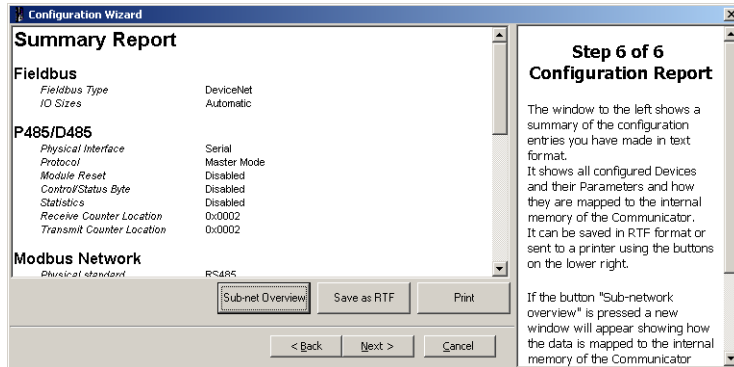 Configuration Wizard
Summary Report
Fieldbus
Fieldbus Type DeviceNet
IO Sizes Automatic
P485/D485
Physical Interface Serial
Protocol Master Mode
Module Reset Disabled
Control/Status Byte Disabled
Statistics Disabled
Receive Counter Location 0x0002
Transmit Counter Location 0x0002
Modbus Network
Physical standard RS485
Sub-net Overview Save as RTF Print
< Back Next > Cancel
Step 6 of 6
Configuration Report
The window to the left shows a
summary of the configuration
entries you have made in text
format.
It shows all configured Devices
and their Parameters and how
they are mapped to the internal
memory of the Communicator.
It can be saved in RTF format or
sent to a printer using the buttons
on the lower right.
If the button "Sub-network
overview" is pressed a new
window will appear showing how
the data is mapped to the internal
memory of the Communicator